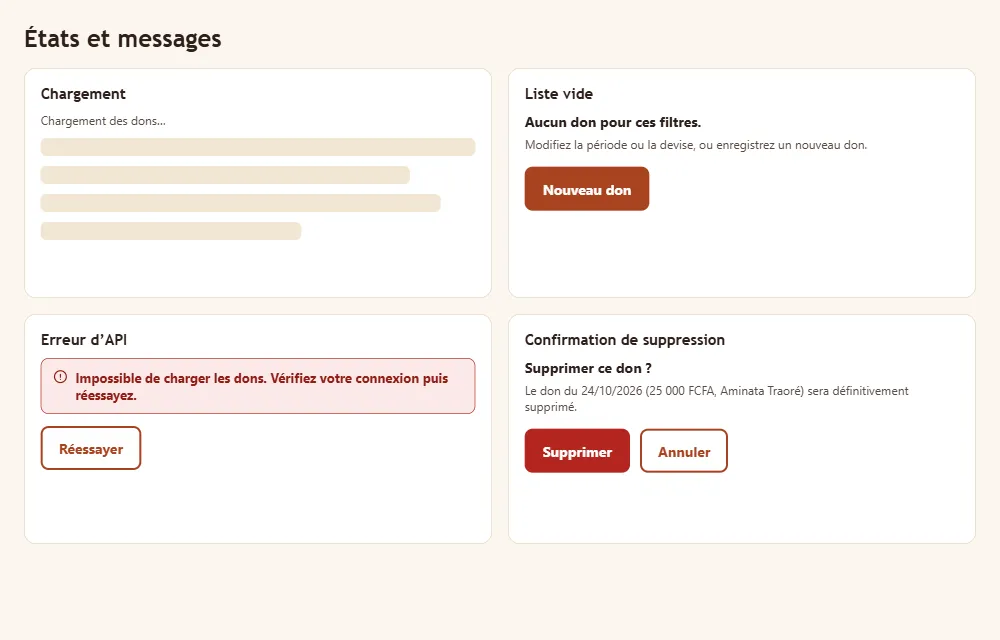 États et messages
Chargement
Chargement des dons...
Liste vide
Aucun don pour ces filtres.
Modifiez la période ou la devise, ou enregistrez un nouveau don.
Nouveau don
Erreur d’API
Impossible de charger les dons. Vérifiez votre connexion puis
réessayez.
Réessayer
Confirmation de suppression
Supprimer ce don ?
Le don du 24/10/2026 (25 000 FCFA, Aminata Traoré) sera définitivement
supprimé.
Supprimer
Annuler